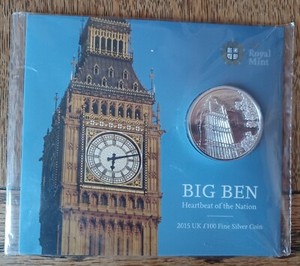 Royal
Mint
BIG BEN
Heartbeat of the Nation
2015 UK £100 Fine Silver Coin